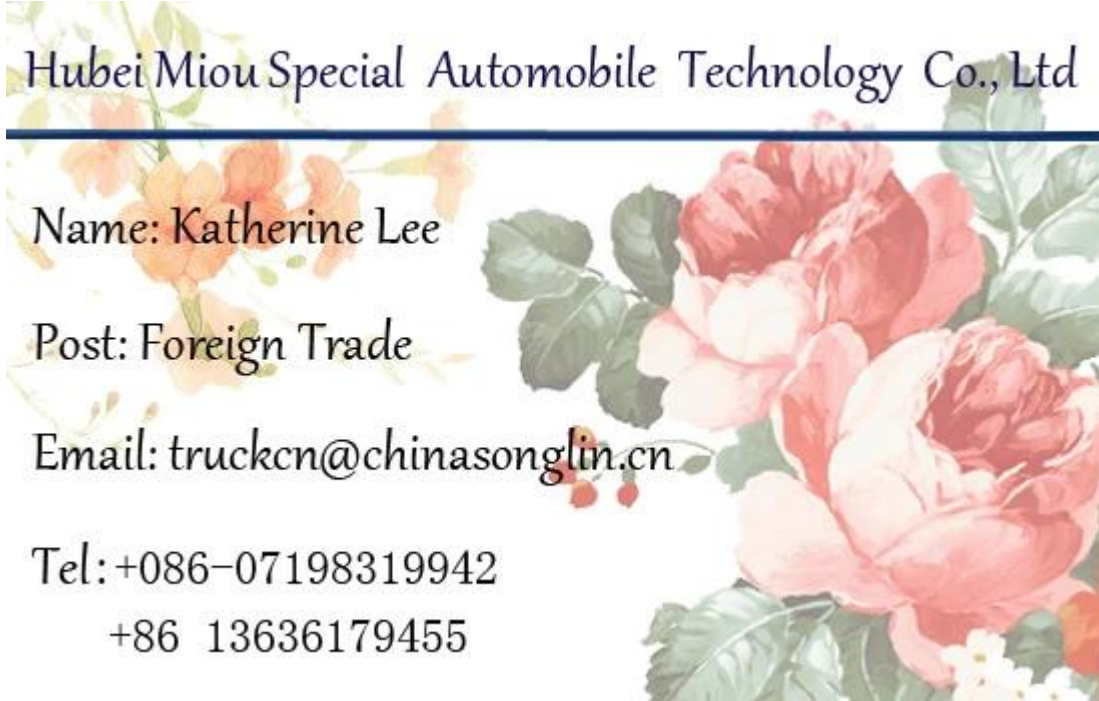 Hubei Miou Special Automobile Technology Co., Ltd
Name: Katherine Lee
Post: Foreign Trade
Email: truckcn@chinasonglin.cn
Tel: +086-07198319942
+86 13636179455